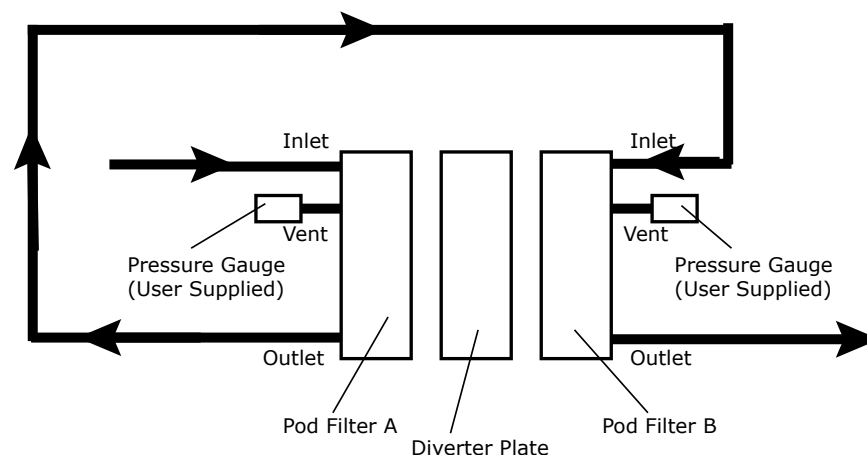 Inlet
Inlet
Vent
Vent
Pressure Gauge
(User Supplied)
Pressure Gauge
(User Supplied)
Outlet
Outlet
Pod Filter A
Pod Filter B
Diverter Plate